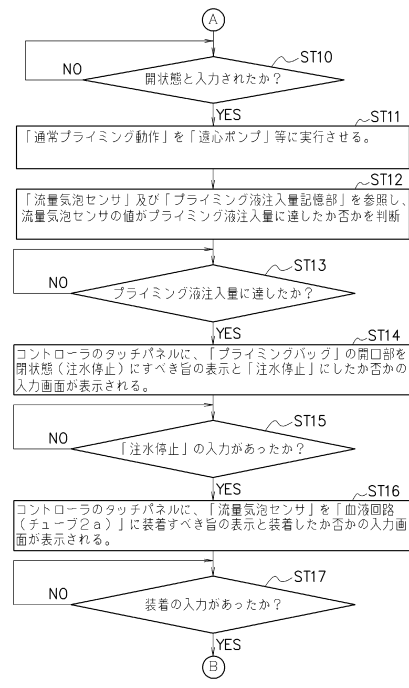 A
ST10
NO
開状態と入力されたか?
YES
ST11
「通常プライミング動作」を「遠心ポンプ」等に実行させる。
ST12
「流量気泡センサ」及び「プライミング液注入量記憶部」を参照し、
流量気泡センサの値がプライミング液注入量に達したか否かを判断
ST13
NO
プライミング液注入量に達したか?
YES
ST14
コントローラのタッチパネルに、「プライミングバッグ」の開口部を
閉状態(注水停止)にすべき旨の表示と「注水停止」にしたか否かの
入力画面が表示される。
ST15
NO
「注水停止」の入力があったか?
YES
ST16
コントローラのタッチパネルに、「流量気泡センサ」を「血液回路
(チューブ2a)」に装着すべき旨の表示と装着したか否かの入力画
面が表示される。
ST17
NO
装着の入力があったか?
YES
B